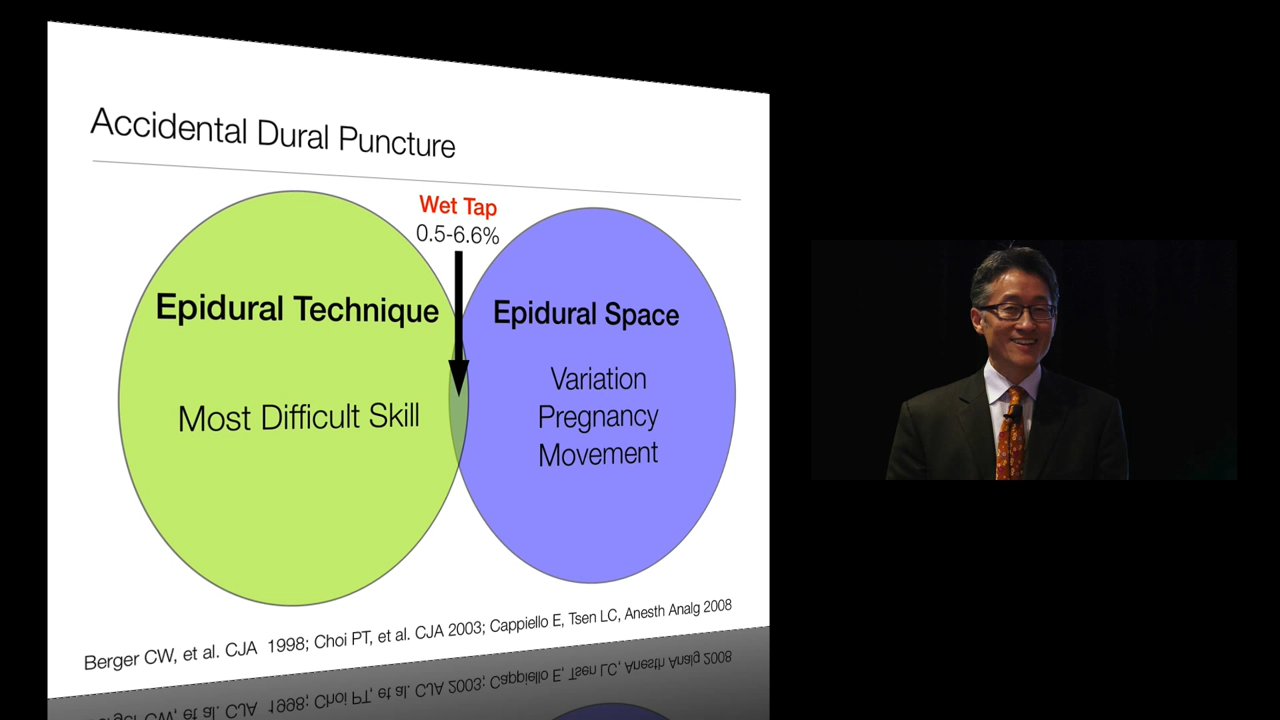 Accidental Dural Puncture
Wet Tap
0.5-6.6%
Epidural Technique
Most Difficult Skill
Epidural Space
Variation
Pregnancy
Movement
Berger CW, et al. CJA 1998; Choi PT, et al. CJA 2003; Cappiello E, Tsen LC, Anesth Analg 2008